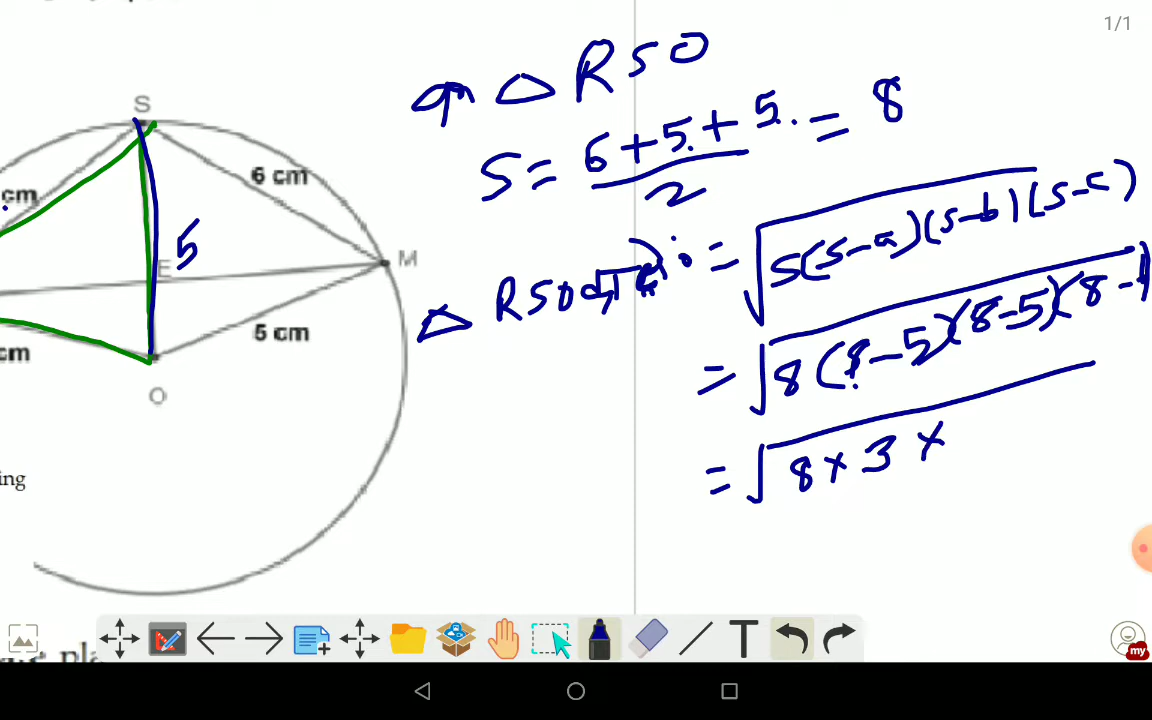 1/1
S
cm
6 cm
5
E
M
cm
5 cm
O
ing
△ RSO
S = 6 + 5 + 5 / 2 = 8
△ RSO = √S(S-a)(S-b)(S-c)
= √8(8-5)(8-5)(8-
= √8 × 3 ×
T
my